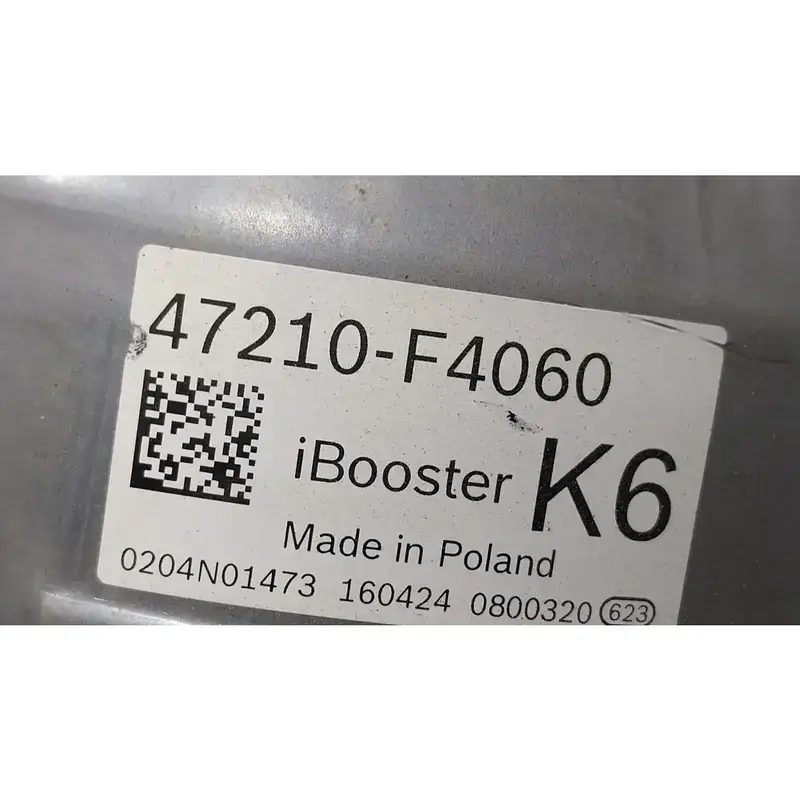 47210-F4060
iBooster K6
Made in Poland
0204N01473 160424 0800320 623